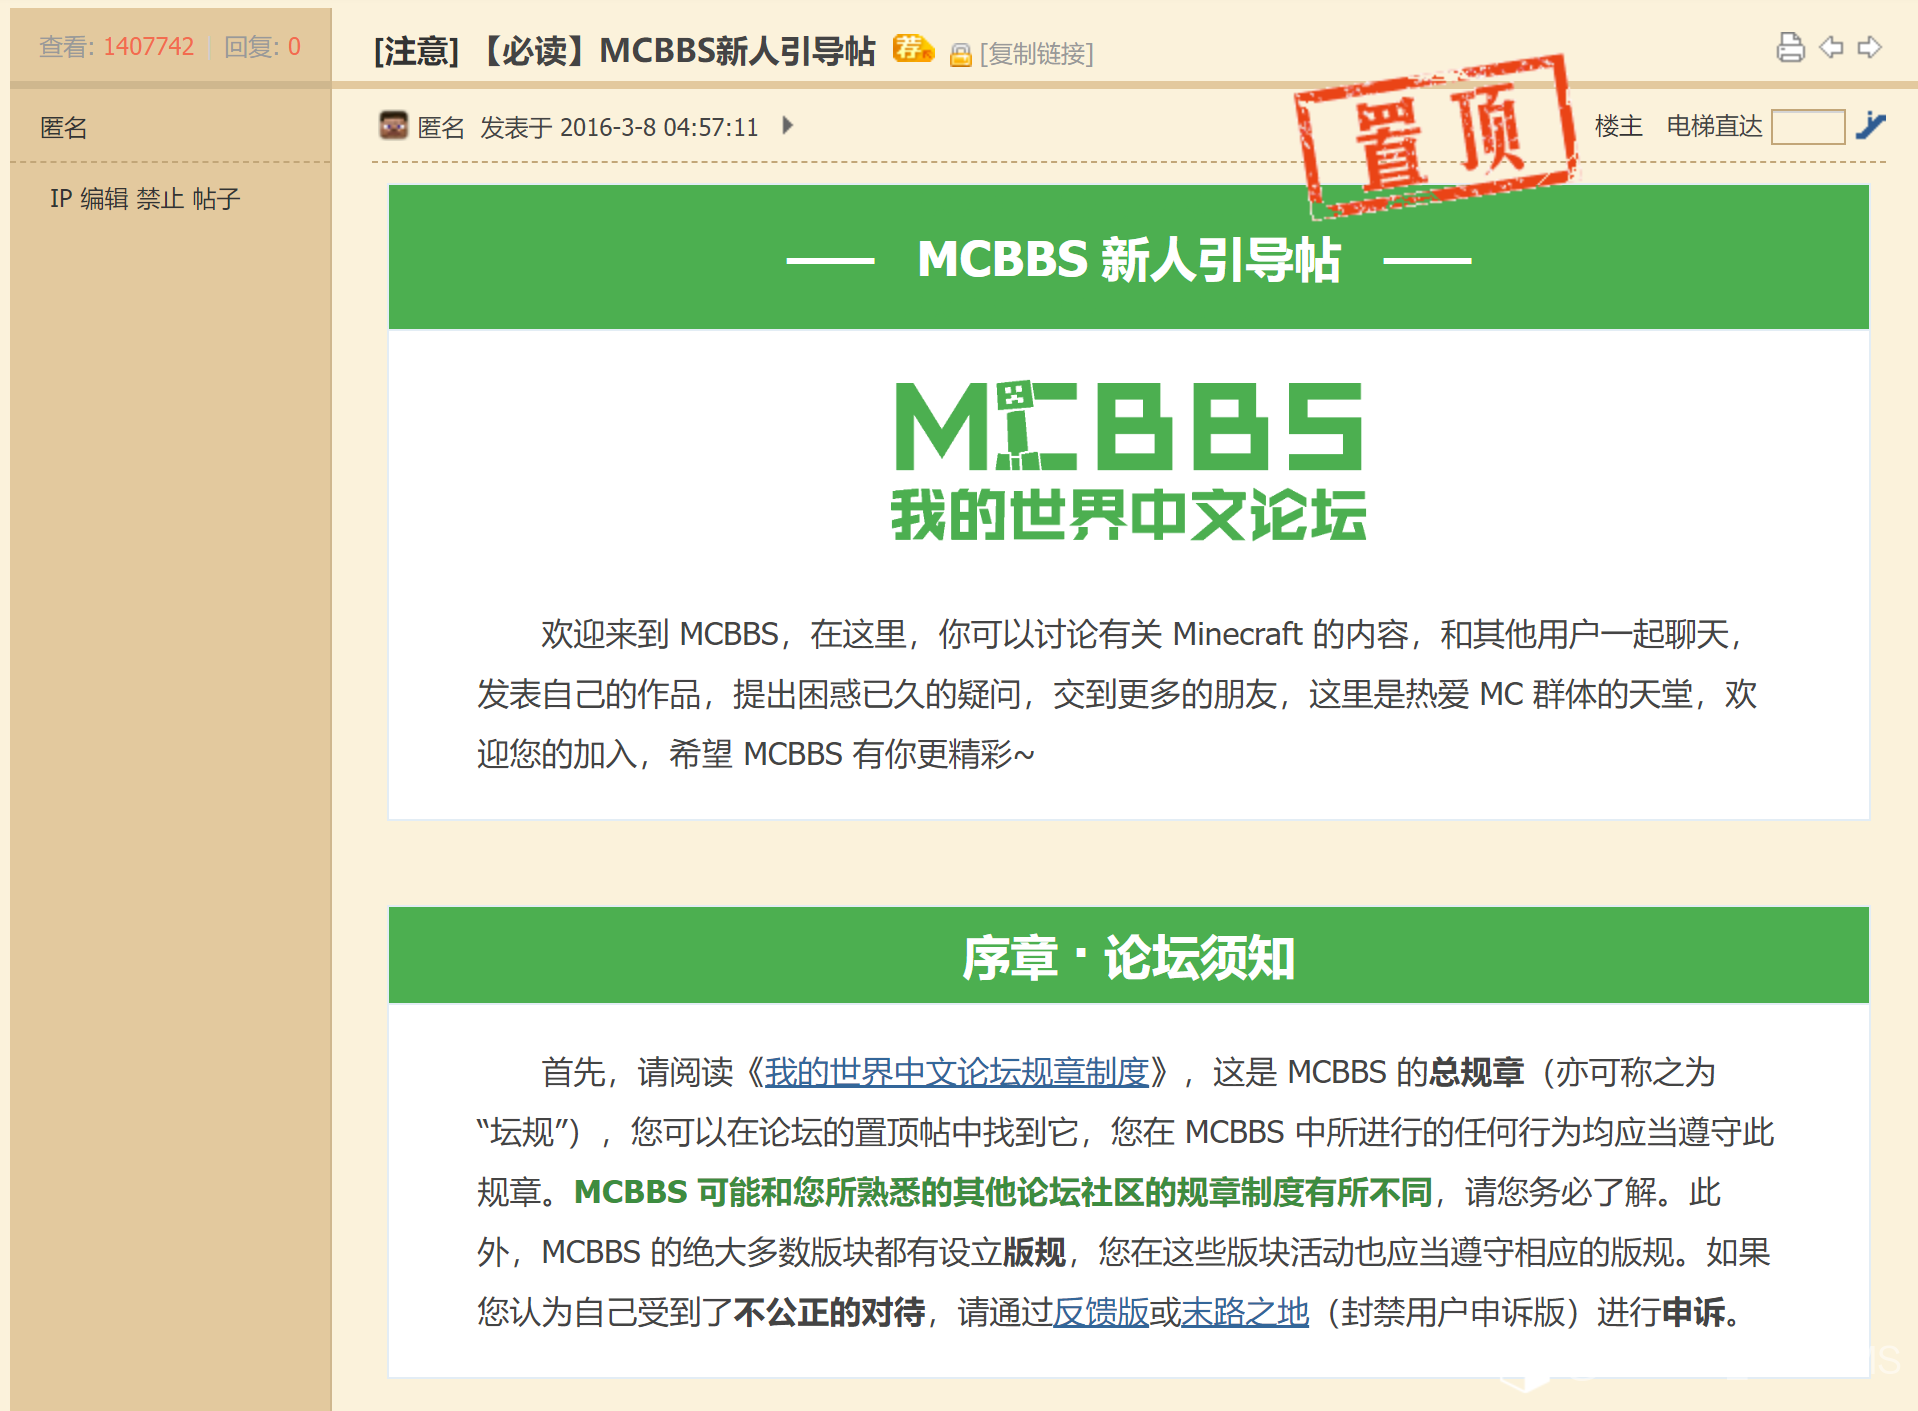 查看: 1407742 回复: 0
[注意] 【必读】MCBBS新人引导帖 荐 [复制链接]
匿名
匿名 发表于 2016-3-8 04:57:11
置顶
楼主 电梯直达
IP 编辑 禁止 帖子
MCBBS 新人引导帖
MCBBS
我的世界中文论坛
欢迎来到 MCBBS，在这里，你可以讨论有关 Minecraft 的内容，和其他用户一起聊天，
发表自己的作品，提出困惑已久的疑问，交到更多的朋友，这里是热爱 MC 群体的天堂，欢
迎您的加入，希望 MCBBS 有你更精彩~
序章 · 论坛须知
首先，请阅读《我的世界中文论坛规章制度》，这是 MCBBS 的总规章（亦可称之为
“坛规”），您可以在论坛的置顶帖中找到它，您在 MCBBS 中所进行的任何行为均应当遵守此
规章。MCBBS 可能和您所熟悉的其他论坛社区的规章制度有所不同，请您务必了解。此
外，MCBBS 的绝大多数版块都有设立版规，您在这些版块活动也应当遵守相应的版规。如果
您认为自己受到了不公正的对待，请通过反馈版或末路之地（封禁用户申诉版）进行申诉。